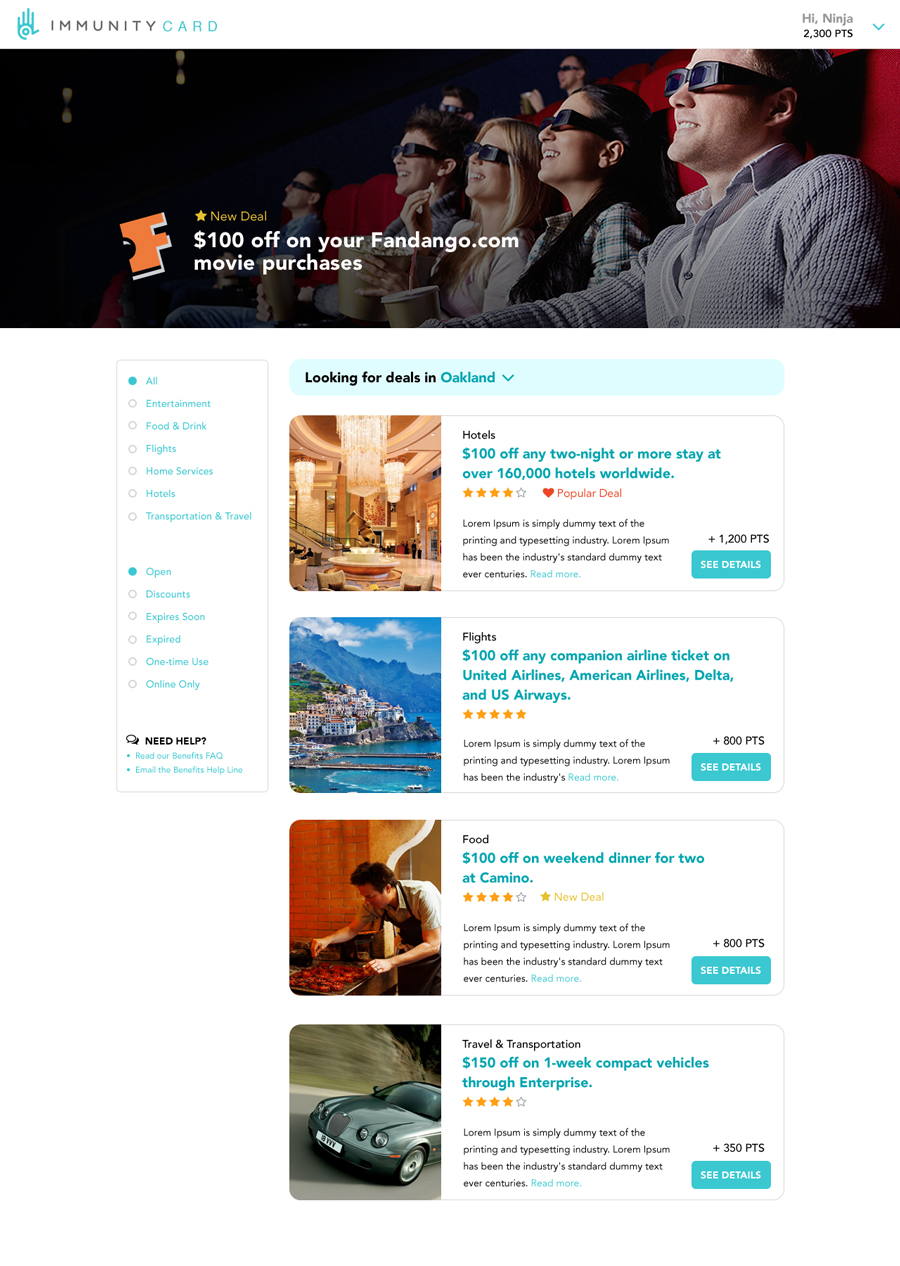 IMMUNITY CARD
Hi, Ninja
2,300 PTS
New Deal
$100 off on your Fandango.com
movie purchases
All
Entertainment
Food & Drink
Flights
Home Services
Hotels
Transportation & Travel
Open
Discounts
Expires Soon
Expired
One-time Use
Online Only
NEED HELP?
• Read our Benefits FAQ
• Email the Benefits Help Line
Looking for deals in Oakland
Hotels
$100 off any two-night or more stay at
over 160,000 hotels worldwide.
Popular Deal
Lorem Ipsum is simply dummy text of the
printing and typesetting industry. Lorem Ipsum
has been the industry's standard dummy text
ever centuries. Read more.
+ 1,200 PTS
SEE DETAILS
Flights
$100 off any companion airline ticket on
United Airlines, American Airlines, Delta,
and US Airways.
Lorem Ipsum is simply dummy text of the
printing and typesetting industry. Lorem Ipsum
has been the industry's Read more.
+ 800 PTS
SEE DETAILS
Food
$100 off on weekend dinner for two
at Camino.
New Deal
Lorem Ipsum is simply dummy text of the
printing and typesetting industry. Lorem Ipsum
has been the industry's standard dummy text
ever centuries. Read more.
+ 800 PTS
SEE DETAILS
Travel & Transportation
$150 off on 1-week compact vehicles
through Enterprise.
Lorem Ipsum is simply dummy text of the
printing and typesetting industry. Lorem Ipsum
has been the industry's standard dummy text
ever centuries. Read more.
+ 350 PTS
SEE DETAILS